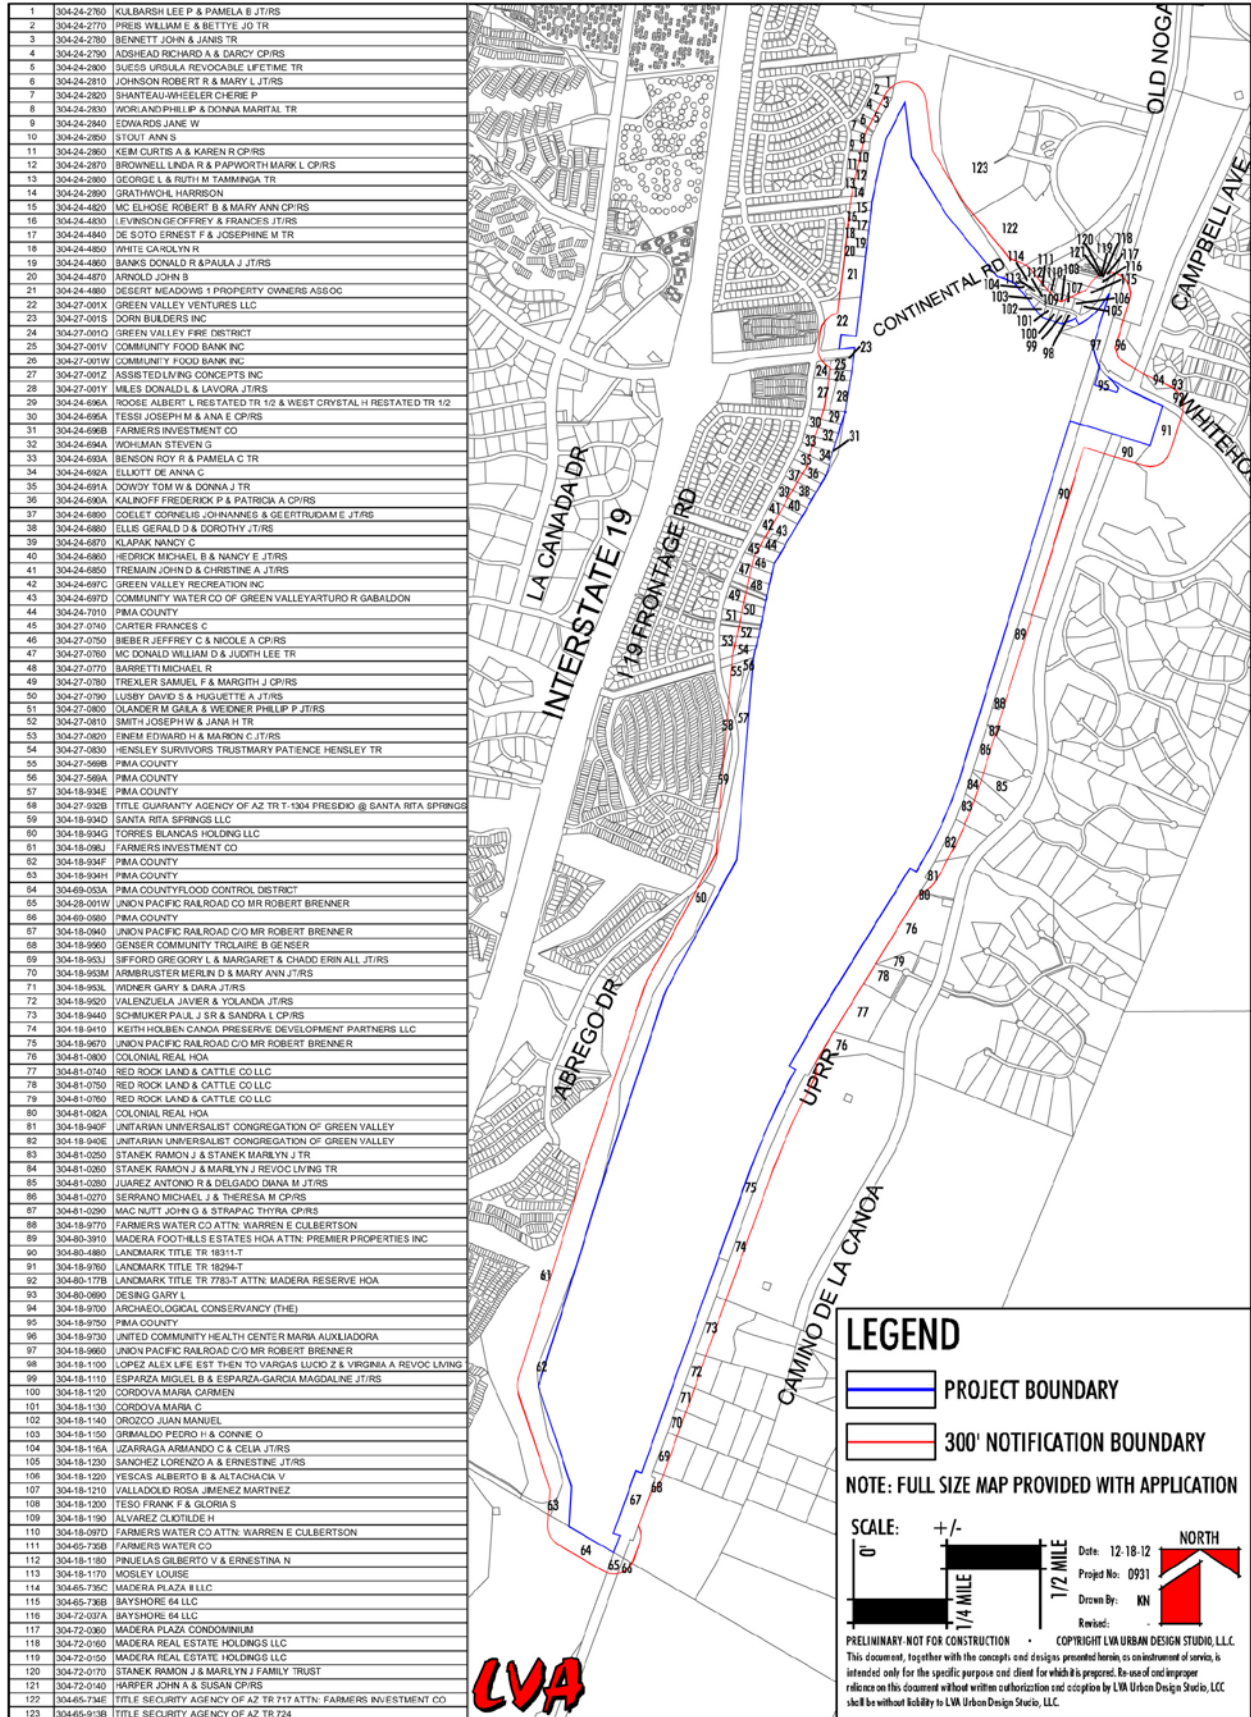 1 304-24-2760 KULBARSH LEE P & PAMELA B JT/RS
2 304-24-2770 PREIS WILLIAM E & BETTYE JO TR
3 304-24-2780 BENNETT JOHN & JANIS TR
4 304-24-2790 ADSHEAD RICHARD A & DARCY CP/RS
5 304-24-2800 SUESS URSULA REVOCABLE LIFETIME TR
6 304-24-2810 JOHNSON ROBERT R & MARY L JT/RS
7 304-24-2820 SHANTEAU-WHEELER CHERIE P
8 304-24-2830 WORLAND PHILLIP & DONNA MARITAL TR
9 304-24-2840 EDWARDS JANE W
10 304-24-2850 STOUT ANN S
11 304-24-2860 KEIM CURTIS A & KAREN R CP/RS
12 304-24-2870 BROWNELL LINDA R & PAPWORTH MARK L CP/RS
13 304-24-2880 GEORGE L & RUTH M TAMMINGA TR
14 304-24-2890 GRATHWOHL HARRISON
15 304-24-4820 MC ELHOSE ROBERT B & MARY ANN CP/RS
16 304-24-4830 LEVINSON GEOFFREY & FRANCES JT/RS
17 304-24-4840 DE SOTO ERNEST F & JOSEPHINE M TR
18 304-24-4850 WHITE CAROLYN R
19 304-24-4860 BANKS DONALD R & PAULA J JT/RS
20 304-24-4870 ARNOLD JOHN B
21 304-24-4880 DESERT MEADOWS 1 PROPERTY OWNERS ASSOC
22 304-27-001X GREEN VALLEY VENTURES LLC
23 304-27-001S DORN BUILDERS INC
24 304-27-001Q GREEN VALLEY FIRE DISTRICT
25 304-27-001V COMMUNITY FOOD BANK INC
26 304-27-001W COMMUNITY FOOD BANK INC
27 304-27-001Z ASSISTED LIVING CONCEPTS INC
28 304-27-001Y MILES DONALD L & LAVORA JT/RS
29 304-24-696A ROOSE ALBERT L RESTATED TR 1/2 & WEST CRYSTAL H RESTATED TR 1/2
30 304-24-695A TESSI JOSEPH M & ANA E CP/RS
31 304-24-696B FARMERS INVESTMENT CO
32 304-24-694A WOHLMAN STEVEN G
33 304-24-693A BENSON ROY R & PAMELA C TR
34 304-24-692A ELLIOTT DE ANNA C
35 304-24-691A DOWDY TOM W & DONNA J TR
36 304-24-690A KALINOFF FREDERICK P & PATRICIA A CP/RS
37 304-24-6890 COELET CORNELIS JOHNANNES & GEERTRUIDAM E JT/RS
38 304-24-6880 ELLIS GERALD D & DOROTHY JT/RS
39 304-24-6870 KLAPAK NANCY C
40 304-24-6860 HEDRICK MICHAEL B & NANCY E JT/RS
41 304-24-6850 TREMAIN JOHN D & CHRISTINE A JT/RS
42 304-24-697C GREEN VALLEY RECREATION INC
43 304-24-697D COMMUNITY WATER CO OF GREEN VALLEYARTURO R GABALDON
44 304-24-7010 PIMA COUNTY
45 304-27-0740 CARTER FRANCES C
46 304-27-0750 BIEBER JEFFREY C & NICOLE A CP/RS
47 304-27-0760 MC DONALD WILLIAM D & JUDITH LEE TR
48 304-27-0770 BARRETTI MICHAEL R
49 304-27-0780 TREXLER SAMUEL F & MARGITH J CP/RS
50 304-27-0790 LUSBY DAVID S & HUGUETTE A JT/RS
51 304-27-0800 OLANDER M GAILA & WEIDNER PHILLIP P JT/RS
52 304-27-0810 SMITH JOSEPH W & JANA H TR
53 304-27-0820 EINEM EDWARD H & MARION C JT/RS
54 304-27-0830 HENSLEY SURVIVORS TRUSTMARY PATIENCE HENSLEY TR
55 304-27-569B PIMA COUNTY
56 304-27-569A PIMA COUNTY
57 304-18-934E PIMA COUNTY
58 304-27-932B TITLE GUARANTY AGENCY OF AZ TR T-1304 PRESIDIO @ SANTA RITA SPRINGS
59 304-18-934D SANTA RITA SPRINGS LLC
60 304-18-934G TORRES BLANCAS HOLDING LLC
61 304-18-098J FARMERS INVESTMENT CO
62 304-18-934F PIMA COUNTY
63 304-18-934H PIMA COUNTY
64 304-69-053A PIMA COUNTYFLOOD CONTROL DISTRICT
65 304-28-001W UNION PACIFIC RAILROAD CO MR ROBERT BRENNER
66 304-69-0580 PIMA COUNTY
67 304-18-0940 UNION PACIFIC RAILROAD C/O MR ROBERT BRENNER
68 304-18-9560 GENSER COMMUNITY TRCLAIRE B GENSER
69 304-18-953J SIFFORD GREGORY L & MARGARET & CHADD ERIN ALL JT/RS
70 304-18-953M ARMBRUSTER MERLIN D & MARY ANN JT/RS
71 304-18-953L WIDNER GARY & DARA JT/RS
72 304-18-9520 VALENZUELA JAVIER & YOLANDA JT/RS
73 304-18-9440 SCHMUKER PAUL J SR & SANDRA L CP/RS
74 304-18-9410 KEITH HOLBEN CANOA PRESERVE DEVELOPMENT PARTNERS LLC
75 304-18-9670 UNION PACIFIC RAILROAD C/O MR ROBERT BRENNER
76 304-81-0800 COLONIAL REAL HOA
77 304-81-0740 RED ROCK LAND & CATTLE CO LLC
78 304-81-0750 RED ROCK LAND & CATTLE CO LLC
79 304-81-0760 RED ROCK LAND & CATTLE CO LLC
80 304-81-082A COLONIAL REAL HOA
81 304-18-940F UNITARIAN UNIVERSALIST CONGREGATION OF GREEN VALLEY
82 304-18-940E UNITARIAN UNIVERSALIST CONGREGATION OF GREEN VALLEY
83 304-81-0250 STANEK RAMON J & STANEK MARILYN J TR
84 304-81-0260 STANEK RAMON J & MARILYN J REVOC LIVING TR
85 304-81-0280 JUAREZ ANTONIO R & DELGADO DIANA M JT/RS
86 304-81-0270 SERRANO MICHAEL J & THERESA M CP/RS
87 304-81-0290 MAC NUTT JOHN G & STRAPAC THYRA CP/RS
88 304-18-9770 FARMERS WATER CO ATTN: WARREN E CULBERTSON
89 304-80-3910 MADERA FOOTHILLS ESTATES HOA ATTN: PREMIER PROPERTIES INC
90 304-80-4880 LANDMARK TITLE TR 18311-T
91 304-18-9760 LANDMARK TITLE TR 18294-T
92 304-80-177B LANDMARK TITLE TR 7783-T ATTN: MADERA RESERVE HOA
93 304-80-0690 DESING GARY L
94 304-18-9700 ARCHAEOLOGICAL CONSERVANCY (THE)
95 304-18-9750 PIMA COUNTY
96 304-18-9730 UNITED COMMUNITY HEALTH CENTER MARIA AUXILIADORA
97 304-18-9660 UNION PACIFIC RAILROAD C/O MR ROBERT BRENNER
98 304-18-1100 LOPEZ ALEX LIFE EST THEN TO VARGAS LUCIO Z & VIRGINIA A REVOC LIVING
99 304-18-1110 ESPARZA MIGUEL B & ESPARZA-GARCIA MAGDALINE JT/RS
100 304-18-1120 CORDOVA MARIA CARMEN
101 304-18-1130 CORDOVA MARIA C
102 304-18-1140 OROZCO JUAN MANUEL
103 304-18-1150 GRIMALDO PEDRO H & CONNIE O
104 304-18-116A UZARRAGA ARMANDO C & CELIA JT/RS
105 304-18-1230 SANCHEZ LORENZO A & ERNESTINE JT/RS
106 304-18-1220 YESCAS ALBERTO B & ALTACHACIA V
107 304-18-1210 VALLADOLID ROSA JIMENEZ MARTINEZ
108 304-18-1200 TESO FRANK F & GLORIA S
109 304-18-1190 ALVAREZ CLIOTILDE H
110 304-18-097D FARMERS WATER CO ATTN: WARREN E CULBERTSON
111 304-65-735B FARMERS WATER CO
112 304-18-1180 PINUELAS GILBERTO V & ERNESTINA N
113 304-18-1170 MOSLEY LOUISE
114 304-65-735C MADERA PLAZA II LLC
115 304-65-736B BAYSHORE 64 LLC
116 304-72-037A BAYSHORE 64 LLC
117 304-72-0360 MADERA PLAZA CONDOMINIUM
118 304-72-0160 MADERA REAL ESTATE HOLDINGS LLC
119 304-72-0150 MADERA REAL ESTATE HOLDINGS LLC
120 304-72-0170 STANEK RAMON J & MARILYN J FAMILY TRUST
121 304-72-0140 HARPER JOHN A & SUSAN CP/RS
122 304-65-734E TITLE SECURITY AGENCY OF AZ TR 717 ATTN: FARMERS INVESTMENT CO
123 304-65-913B TITLE SECURITY AGENCY OF AZ TR 724
OLD NOGA
CAMPBELL AVE
CONTINENTAL RD
WHITEHO
LA CANADA DR
INTERSTATE 19
I19 FRONTAGE RD
ABREGO DR
UPRR
CAMINO DE LA CANOA
LVA
LEGEND
PROJECT BOUNDARY
300' NOTIFICATION BOUNDARY
NOTE: FULL SIZE MAP PROVIDED WITH APPLICATION
SCALE: +/-
0'
1/4 MILE
1/2 MILE
NORTH
Date: 12-18-12
Project No: 0931
Drawn By: KN
Revised: -
PRELIMINARY-NOT FOR CONSTRUCTION • COPYRIGHT LVA URBAN DESIGN STUDIO, L.L.C.
This document, together with the concepts and designs presented herein, as an instrument of service, is
intended only for the specific purpose and client for which it is prepared. Re-use of and improper
reliance on this document without written authorization and adaption by LVA Urban Design Studio, LCC
shall be without liability to LVA Urban Design Studio, LLC.